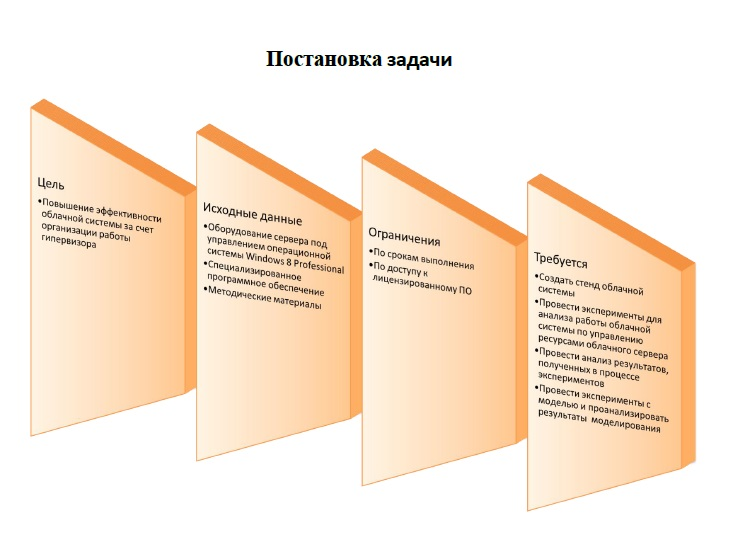 Постановка задачи
Цель
•Повышение эффективности
облачной системы за счет
организации работы
гипервизора
Исходные данные
•Оборудование сервера под
управлением операционной
системы Windows 8 Professional
•Специализированное
программное обеспечение
•Методические материалы
Ограничения
•По срокам выполнения
•По доступу к
лицензированному ПО
Требуется
•Создать стенд облачной
системы
•Провести эксперименты для
анализа работы облачной
системы по управлению
ресурсами облачного сервера
•Провести анализ результатов,
полученных в процессе
экспериментов
•Провести эксперименты с
моделью и проанализировать
результаты моделирования